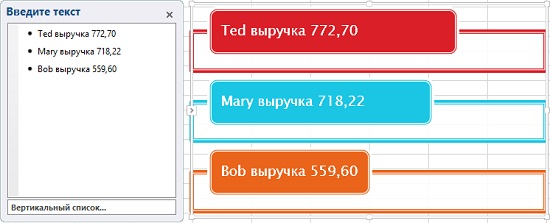 Введите текст
Ted выручка 772,70
Mary выручка 718,22
Bob выручка 559,60
Вертикальный список...
Ted выручка 772,70
Mary выручка 718,22
Bob выручка 559,60